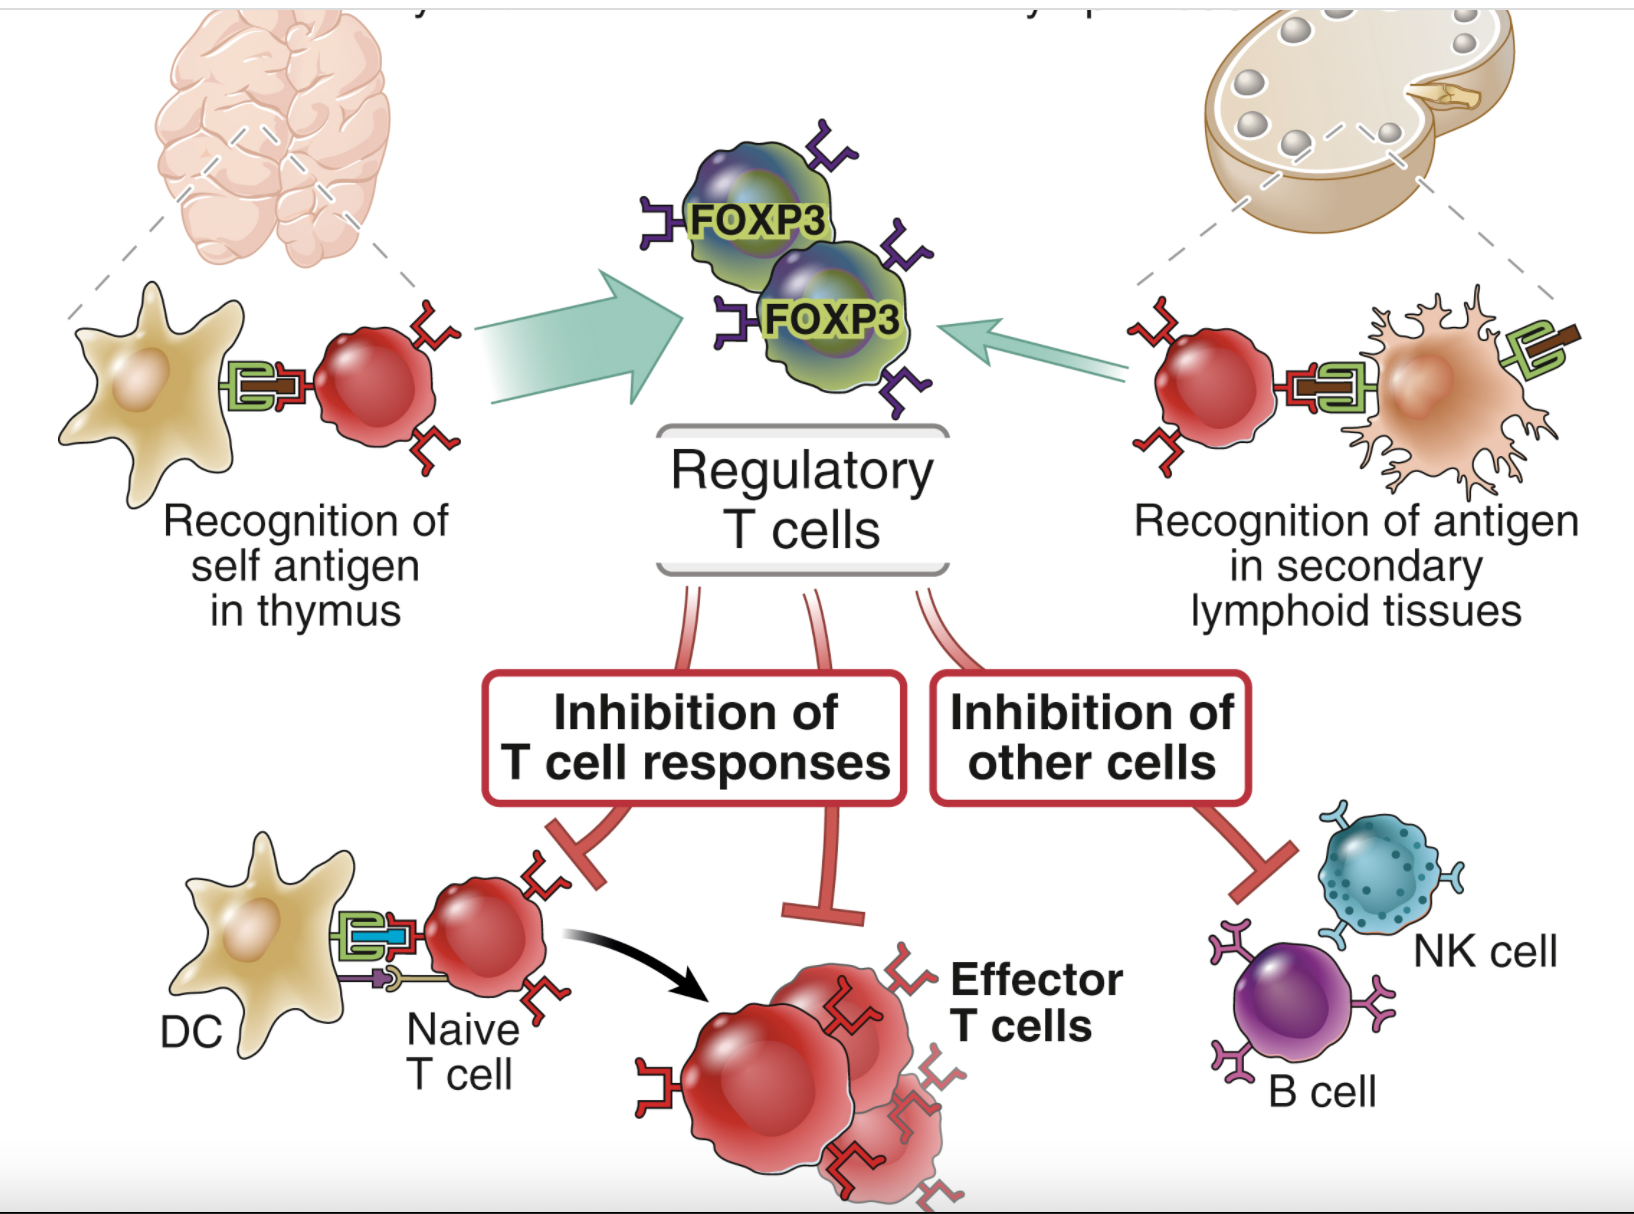 FOXP3
FOXP3
Regulatory
T cells
Recognition of
self antigen
in thymus
Recognition of antigen
in secondary
lymphoid tissues
Inhibition of
T cell responses
Inhibition of
other cells
DC
Naive
T cell
Effector
T cells
NK cell
B cell